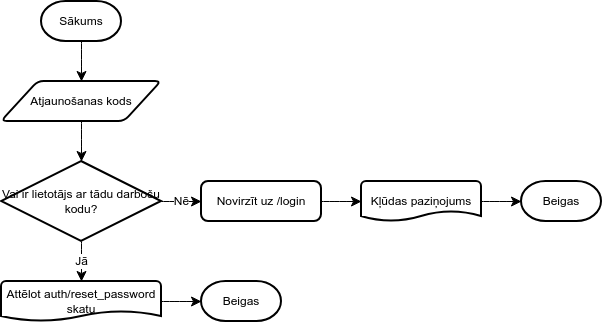 Sākums
Atjaunošanas kods
Vai ir lietotājs ar tādu darbošu
kodu?
Nē
Novirzīt uz /login
Kļūdas paziņojums
Beigas
Jā
Attēlot auth/reset_password
skatu
Beigas